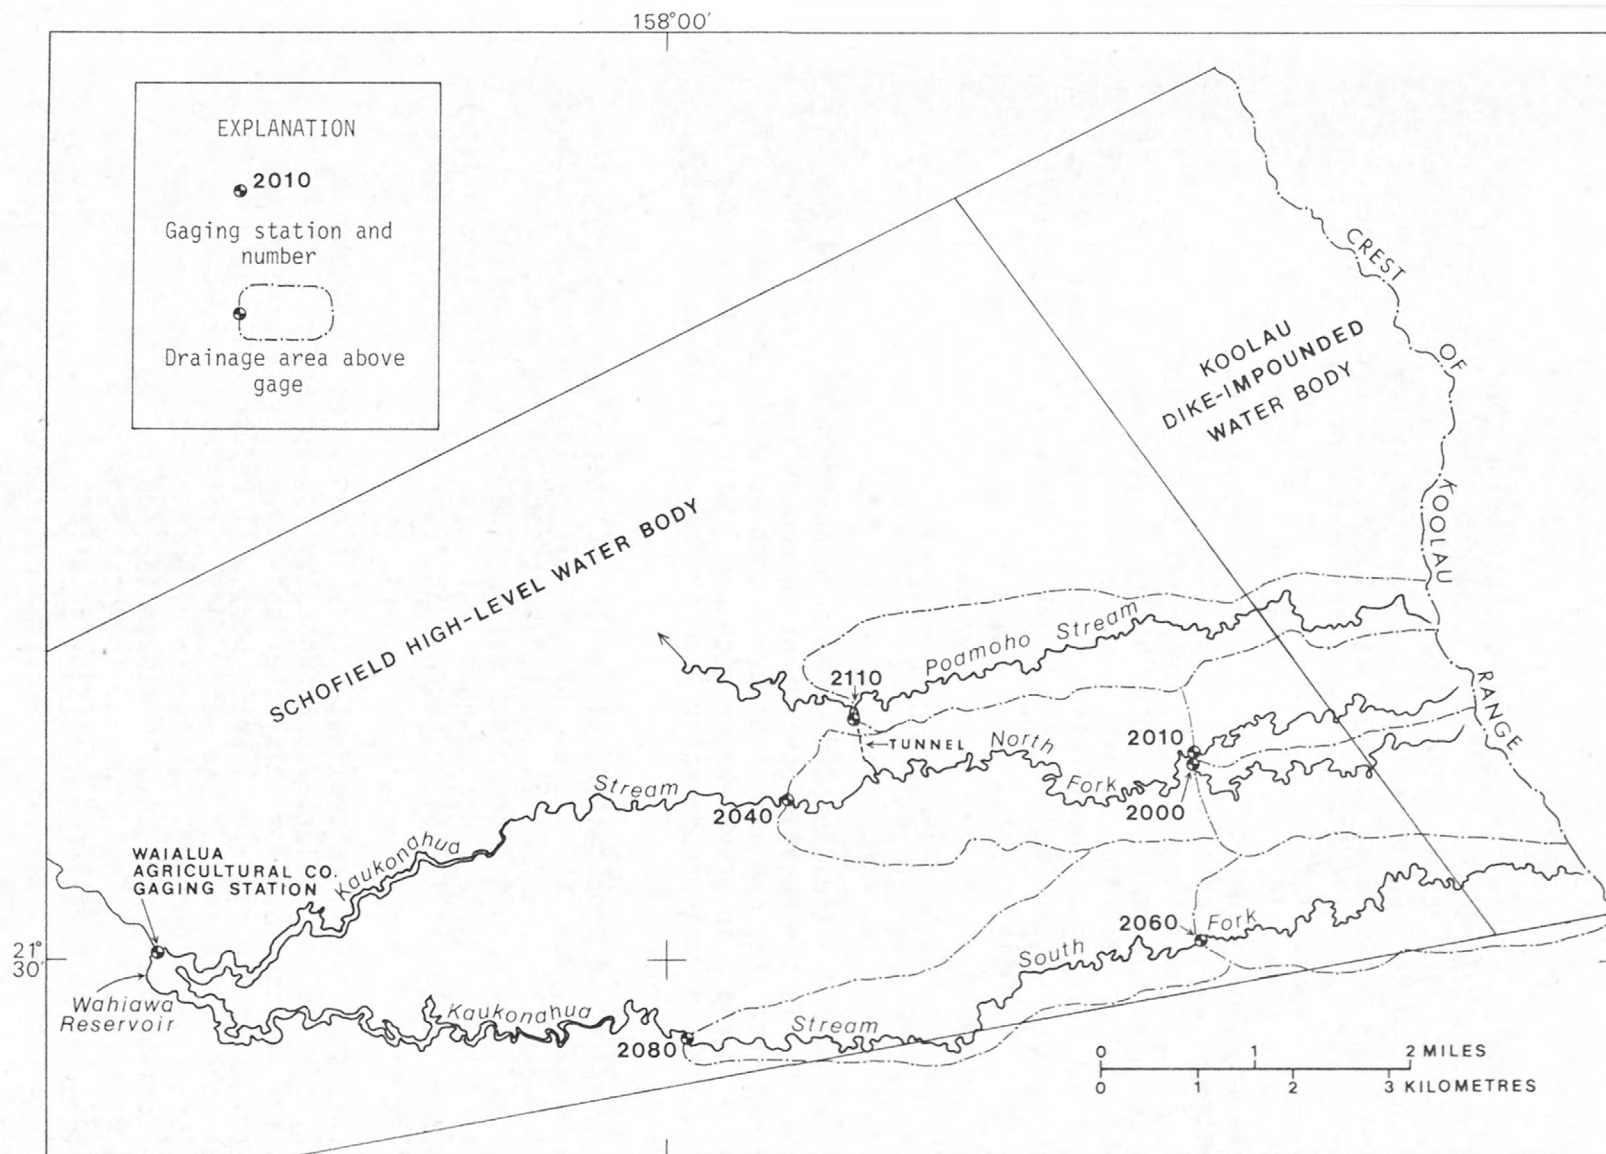 158°00'
EXPLANATION
2010
Gaging station and
number
Drainage area above
gage
CREST
OF
KOOLAU
RANGE
KOOLAU
DIKE-IMPOUNDED
WATER BODY
SCHOFIELD HIGH-LEVEL WATER BODY
Poamoho Stream
2110
TUNNEL
North
Fork
2010
2000
Stream
2040
Kaukonahua
WAIALUA
AGRICULTURAL CO.
GAGING STATION
2060
Fork
South
21°
30'
Wahiawa
Reservoir
Kaukonahua
Stream
2080
0 1 2 MILES
0 1 2 3 KILOMETRES